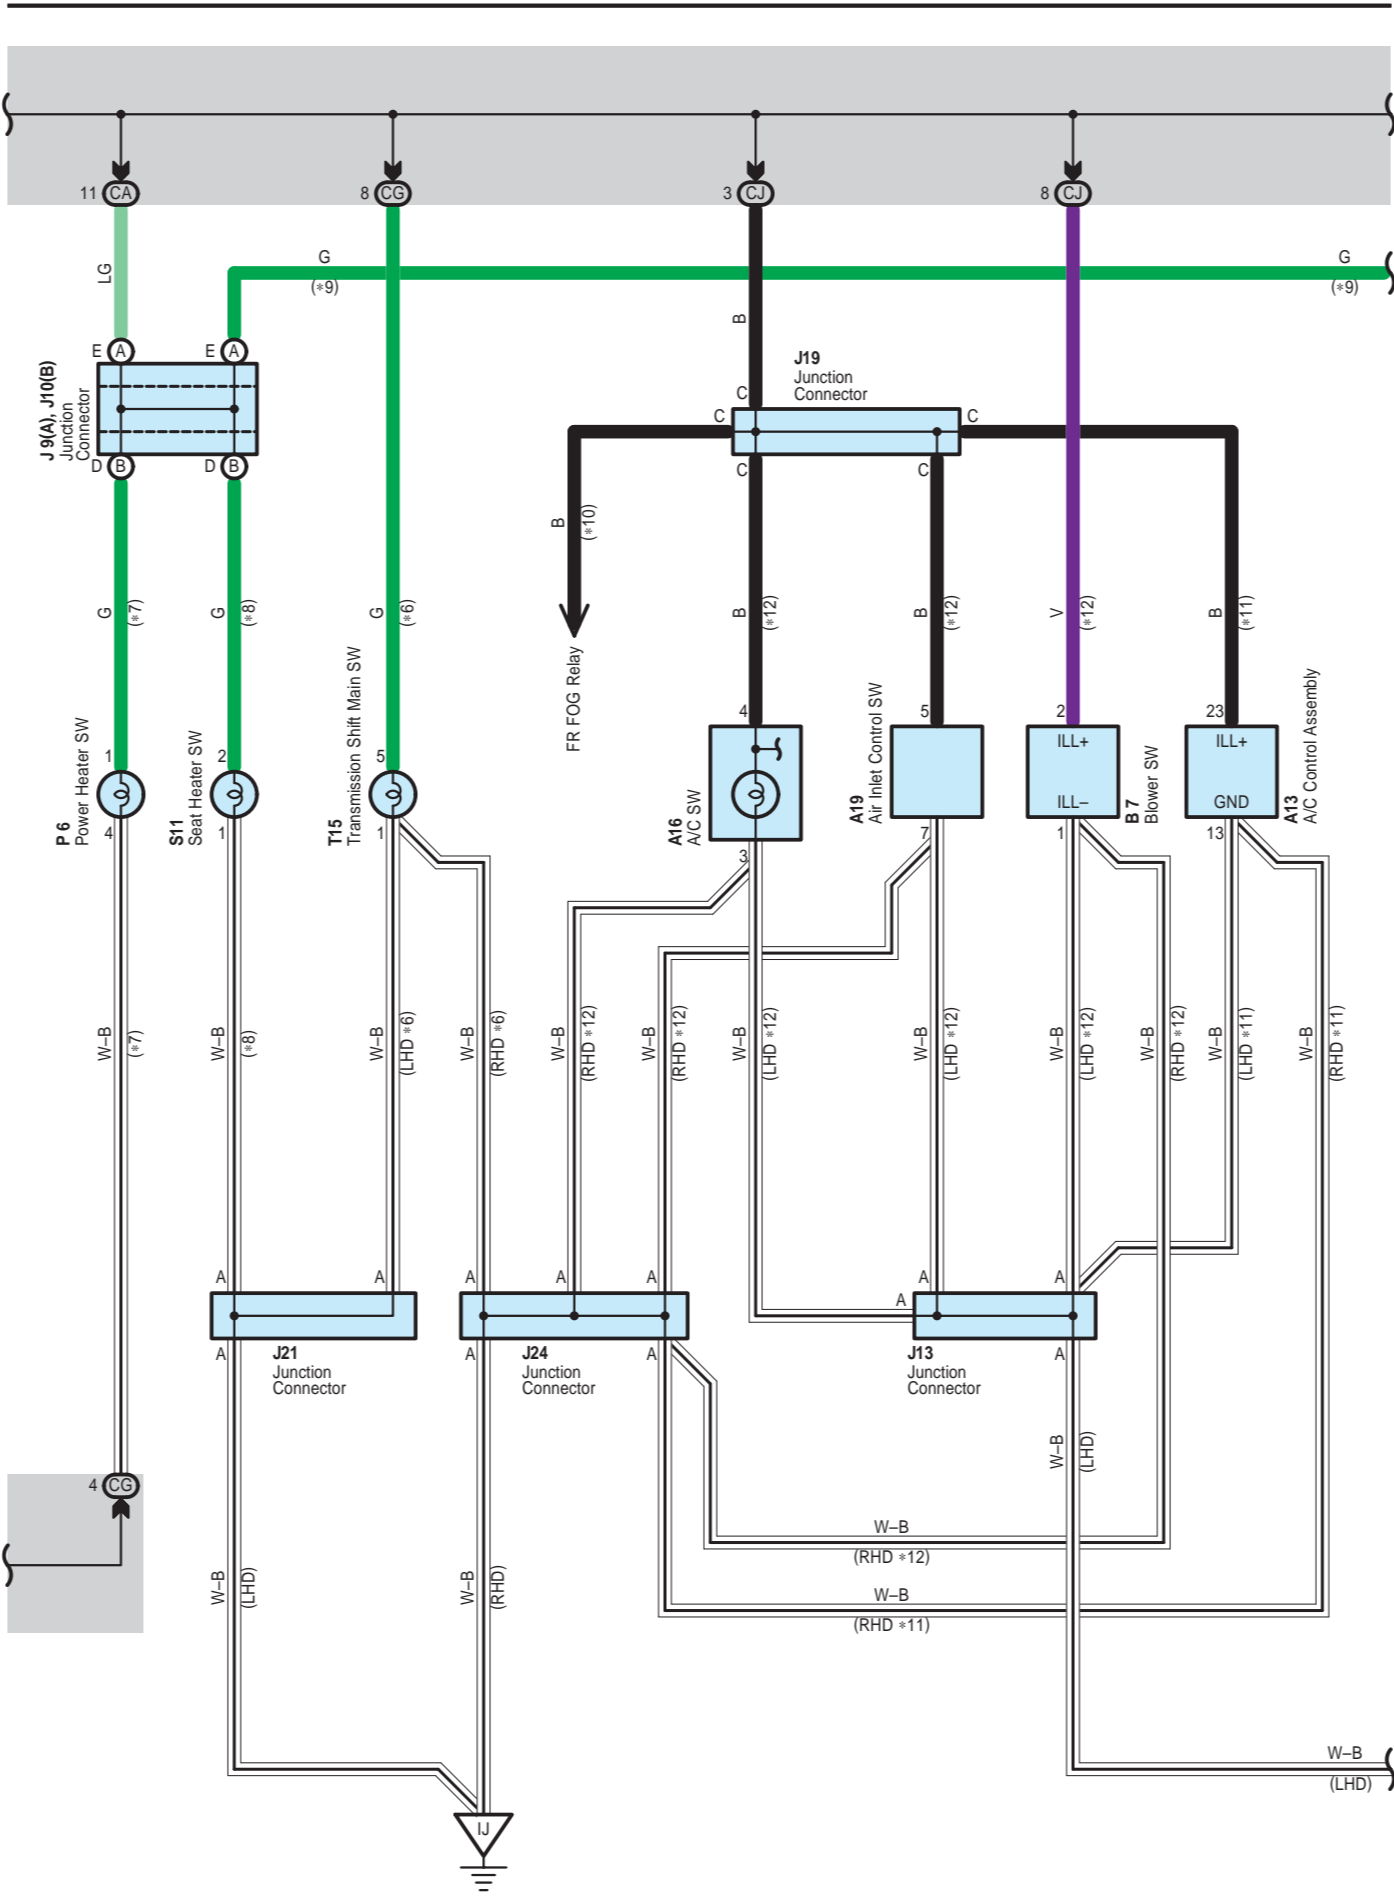 11 CA
8 CG
3 CJ
8 CJ
LG
G
(*9)
G
(*9)
B
J19
Junction
Connector
E A
E A
J 9(A), J10(B)
Junction
Connector
D B
D B
C
C
C
C
C
B
(*10)
G
(*7)
G
(*8)
G
(*6)
B
(*12)
B
(*12)
V
(*12)
B
(*11)
FR FOG Relay
1
2
5
4
5
2
23
P 6
Power Heater SW
S11
Seat Heater SW
T15
Transmission Shift Main SW
A16
A/C SW
A19
Air Inlet Control SW
ILL+
ILL–
B 7
Blower SW
ILL+
GND
A13
A/C Control Assembly
4
1
1
3
7
1
13
W–B
(*7)
W–B
(*8)
W–B
(LHD *6)
W–B
(RHD *6)
W–B
(RHD *12)
W–B
(RHD *12)
W–B
(LHD *12)
W–B
(LHD *12)
W–B
(LHD *12)
W–B
(RHD *12)
W–B
(LHD *11)
W–B
(RHD *11)
A
A
A
A
A
A
A
A
A
A
A
A
J21
Junction
Connector
J24
Junction
Connector
J13
Junction
Connector
W–B
(LHD)
4 CG
W–B
(RHD *12)
W–B
(RHD *11)
W–B
(LHD)
W–B
(RHD)
W–B
(LHD)
IJ